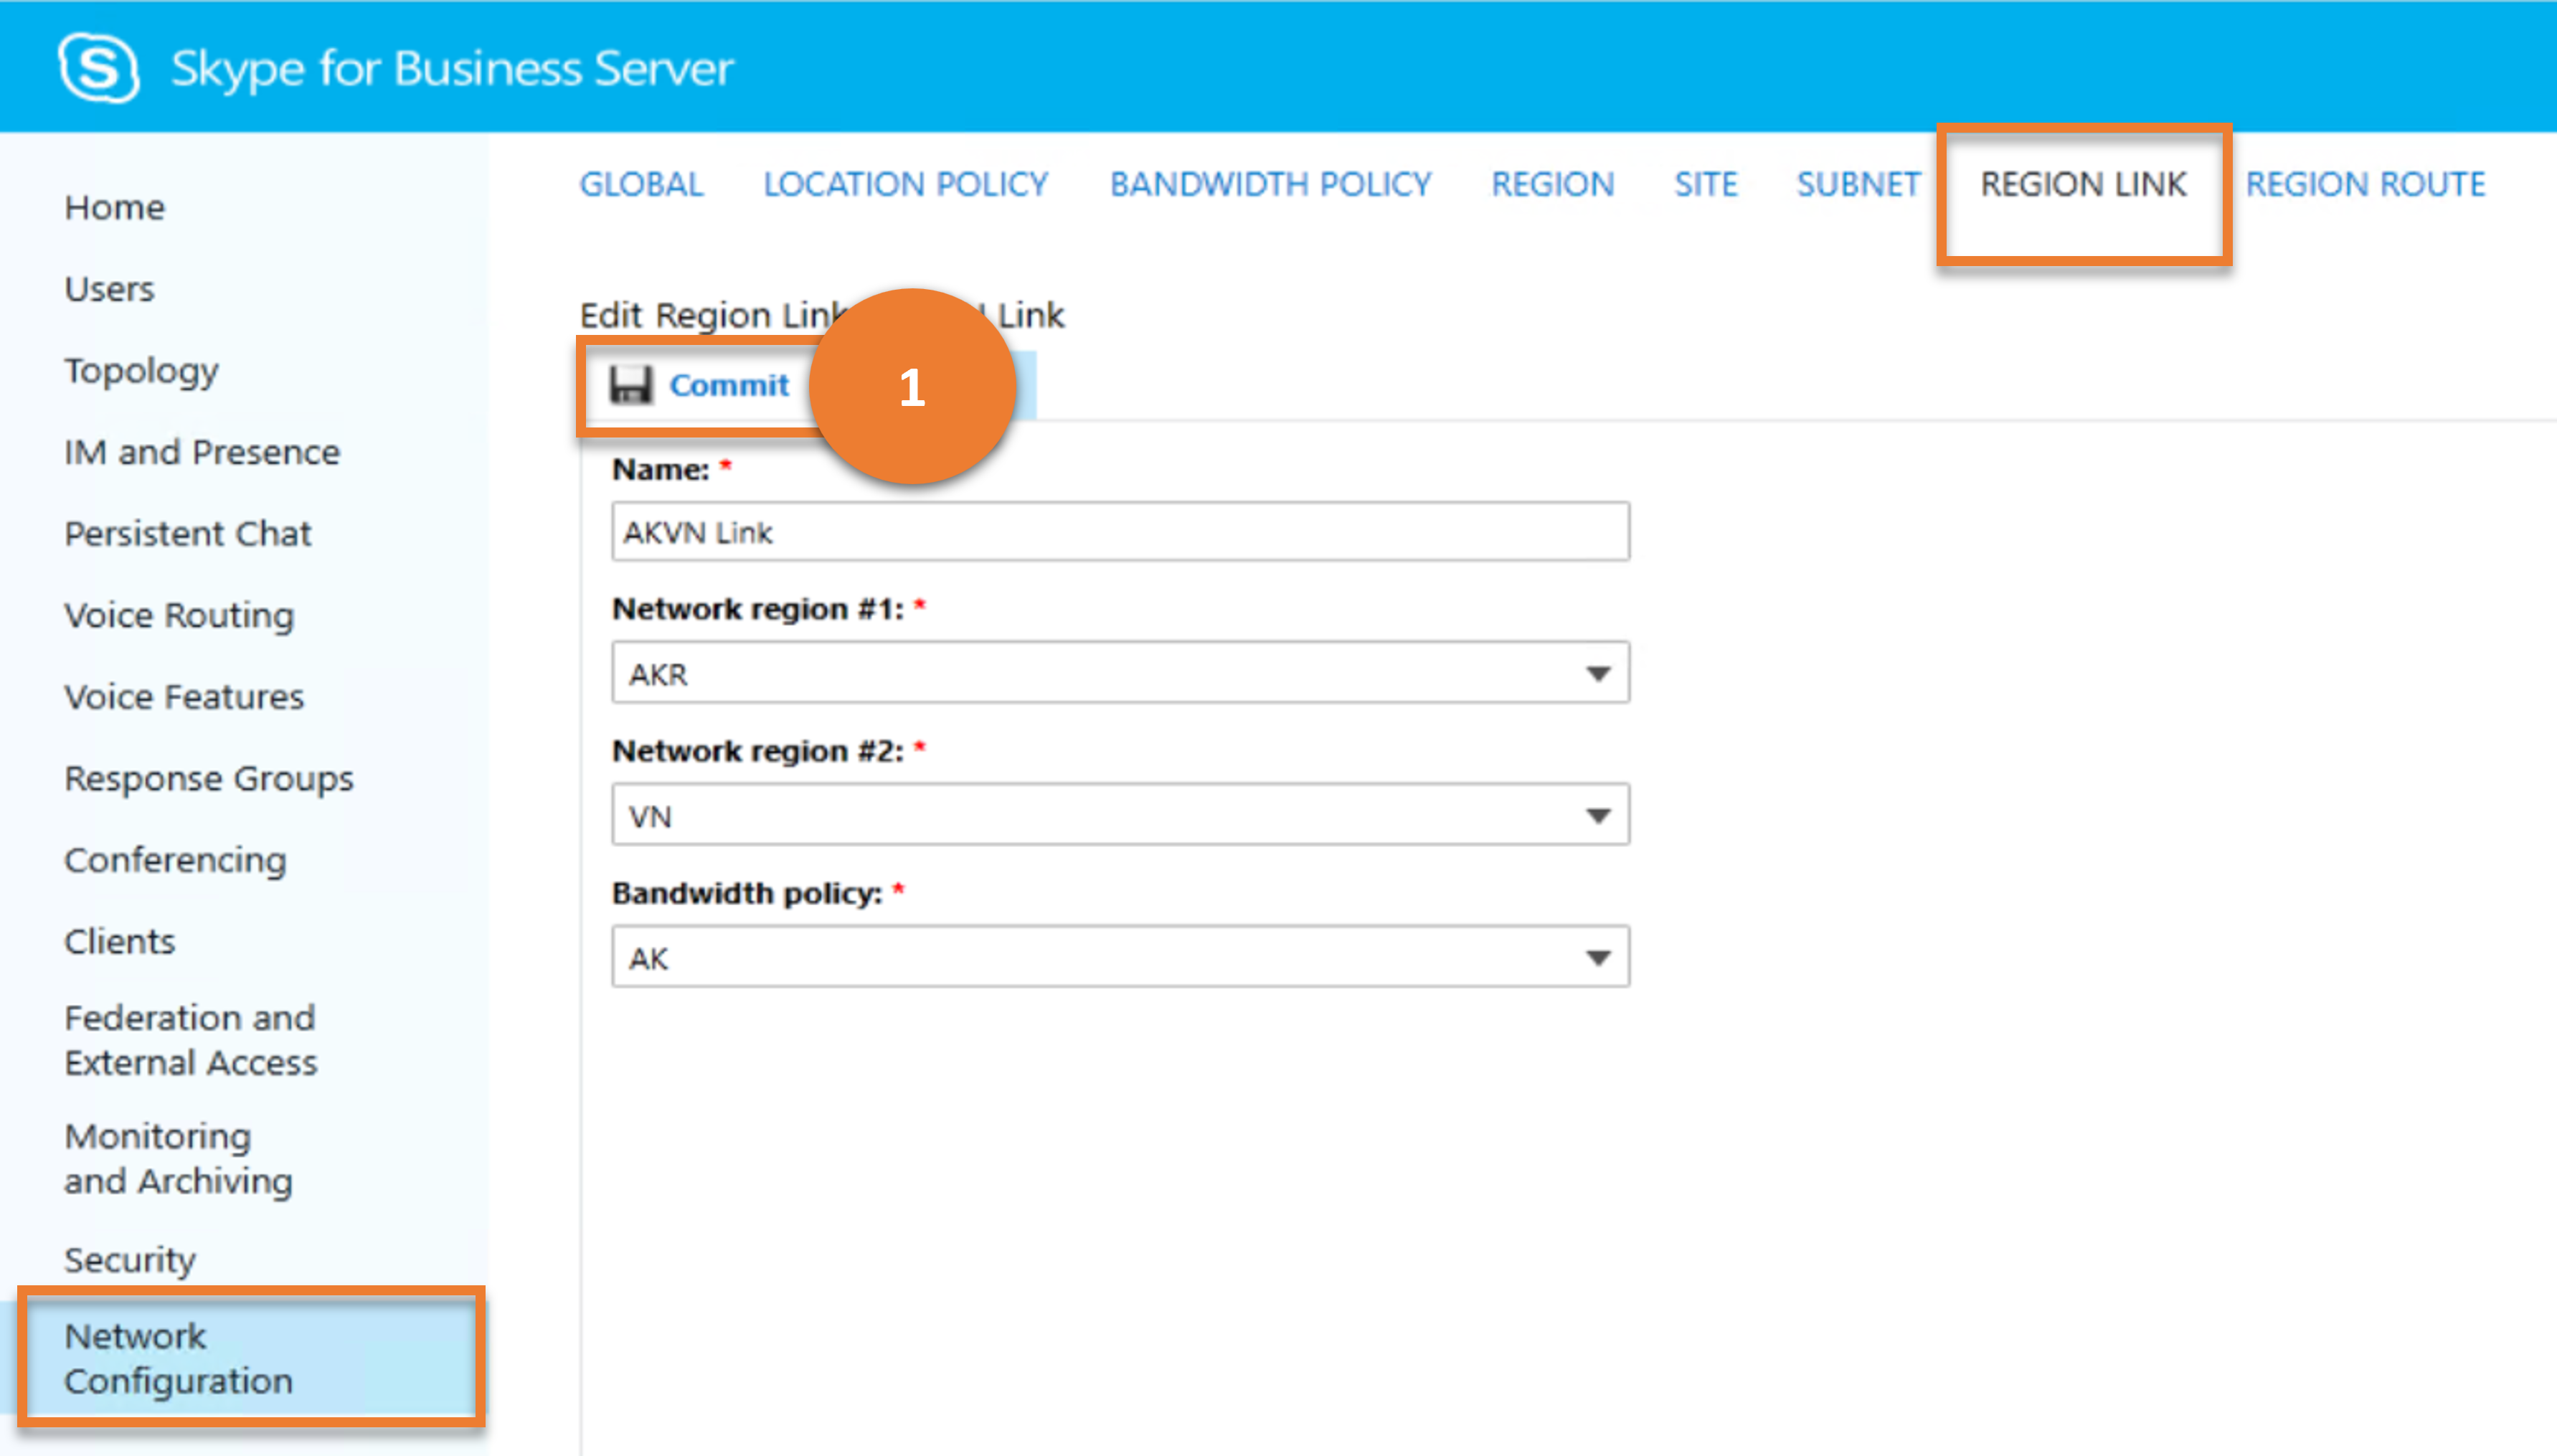 Skype for Business Server
GLOBAL LOCATION POLICY BANDWIDTH POLICY REGION SITE SUBNET REGION LINK REGION ROUTE
Home
Users
Topology
IM and Presence
Persistent Chat
Voice Routing
Voice Features
Response Groups
Conferencing
Clients
Federation and
External Access
Monitoring
and Archiving
Security
Network
Configuration
Edit Region Link Link
Commit
1
Name: *
AKVN Link
Network region #1: *
AKR
Network region #2: *
VN
Bandwidth policy: *
AK